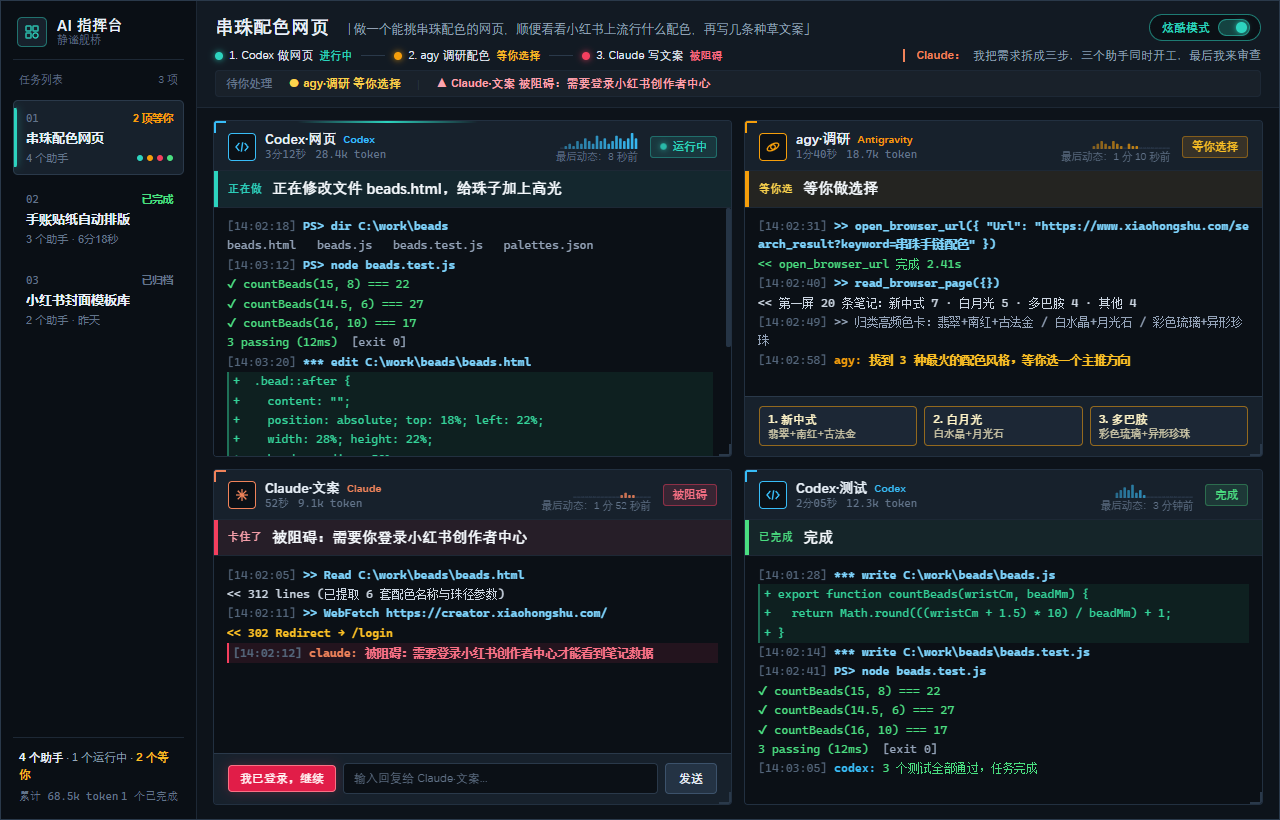 AI 指挥台
静谧舰桥
任务列表 3 项
01 2 项等你
串珠配色网页
4 个助手
02 已完成
手账贴纸自动排版
3 个助手 · 6分18秒
03 已归档
小红书封面模板库
2 个助手 · 昨天
4 个助手 · 1 个运行中 · 2 个等
你
累计 68.5k token 1 个已完成
串珠配色网页 「做一个能挑串珠配色的网页，顺便看看小红书上流行什么配色，再写几条种草文案」
炫酷模式
1. Codex 做网页 进行中 2. agy 调研配色 等你选择 3. Claude 写文案 被阻碍
Claude: 我把需求拆成三步，三个助手同时开工，最后我来审查
待你处理 agy·调研 等你选择 Claude·文案 被阻碍：需要登录小红书创作者中心
Codex·网页 Codex
3分12秒 28.4k token
最后动态：8 秒前
运行中
正在做 正在修改文件 beads.html，给珠子加上高光
[14:02:18] PS> dir C:\work\beads
beads.html beads.js beads.test.js palettes.json
[14:03:12] PS> node beads.test.js
✓ countBeads(15, 8) === 22
✓ countBeads(14.5, 6) === 27
✓ countBeads(16, 10) === 17
3 passing (12ms) [exit 0]
[14:03:20] *** edit C:\work\beads\beads.html
+ .bead::after {
+ content: "";
+ position: absolute; top: 18%; left: 22%;
+ width: 28%; height: 22%;
agy·调研 Antigravity
1分40秒 18.7k token
最后动态：1 分 10 秒前
等你选择
等你选 等你做选择
[14:02:31] >> open_browser_url({ "Url": "https://www.xiaohongshu.com/se
arch_result?keyword=串珠手链配色" })
<< open_browser_url 完成 2.41s
[14:02:40] >> read_browser_page({})
<< 第一屏 20 条笔记：新中式 7 · 白月光 5 · 多巴胺 4 · 其他 4
[14:02:49] >> 归类高频色卡：翡翠+南红+古法金 / 白水晶+月光石 / 彩色琉璃+异形珍
珠
[14:02:58] agy: 找到 3 种最火的配色风格，等你选一个主推方向
1. 新中式
翡翠+南红+古法金
2. 白月光
白水晶+月光石
3. 多巴胺
彩色琉璃+异形珍珠
Claude·文案 Claude
52秒 9.1k token
最后动态：1 分 52 秒前
被阻碍
卡住了 被阻碍：需要你登录小红书创作者中心
[14:02:05] >> Read C:\work\beads\beads.html
<< 312 lines (已提取 6 套配色名称与珠径参数)
[14:02:11] >> WebFetch https://creator.xiaohongshu.com/
<< 302 Redirect → /login
[14:02:12] claude: 被阻碍：需要登录小红书创作者中心才能看到笔记数据
我已登录，继续
输入回复给 Claude·文案...
发送
Codex·测试 Codex
2分05秒 12.3k token
最后动态：3 分钟前
完成
已完成 完成
[14:01:28] *** write C:\work\beads\beads.js
+ export function countBeads(wristCm, beadMm) {
+ return Math.round(((wristCm + 1.5) * 10) / beadMm) + 1;
+ }
[14:02:14] *** write C:\work\beads\beads.test.js
[14:02:41] PS> node beads.test.js
✓ countBeads(15, 8) === 22
✓ countBeads(14.5, 6) === 27
✓ countBeads(16, 10) === 17
3 passing (12ms) [exit 0]
[14:03:05] codex: 3 个测试全部通过，任务完成